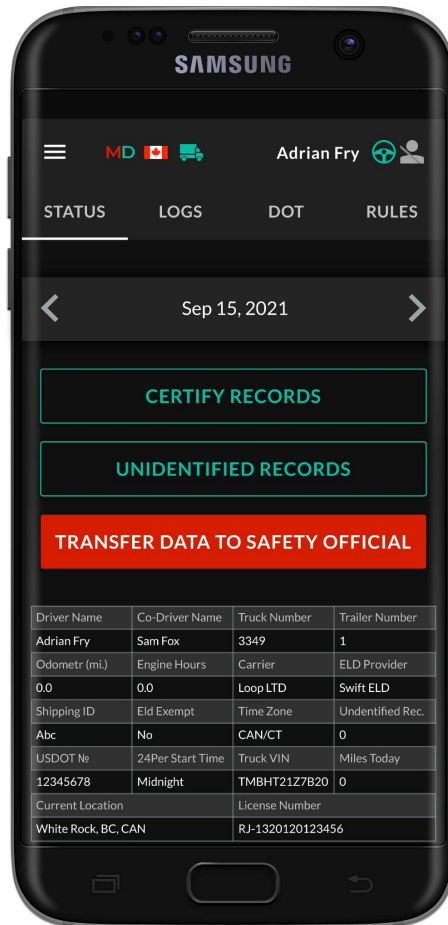 SAMSUNG
MD Adrian Fry
STATUS LOGS DOT RULES
Sep 15, 2021
CERTIFY RECORDS
UNIDENTIFIED RECORDS
TRANSFER DATA TO SAFETY OFFICIAL
Driver Name Co-Driver Name Truck Number Trailer Number
Adrian Fry Sam Fox 3349 1
Odometr (mi.) Engine Hours Carrier ELD Provider
0.0 0.0 Loop LTD Swift ELD
Shipping ID Eld Exempt Time Zone Undentified Rec.
Abc No CAN/CT 0
USDOT № 24Per Start Time Truck VIN Miles Today
12345678 Midnight TMBHT21Z7B20 0
Current Location License Number
White Rock, BC, CAN RJ-1320120123456